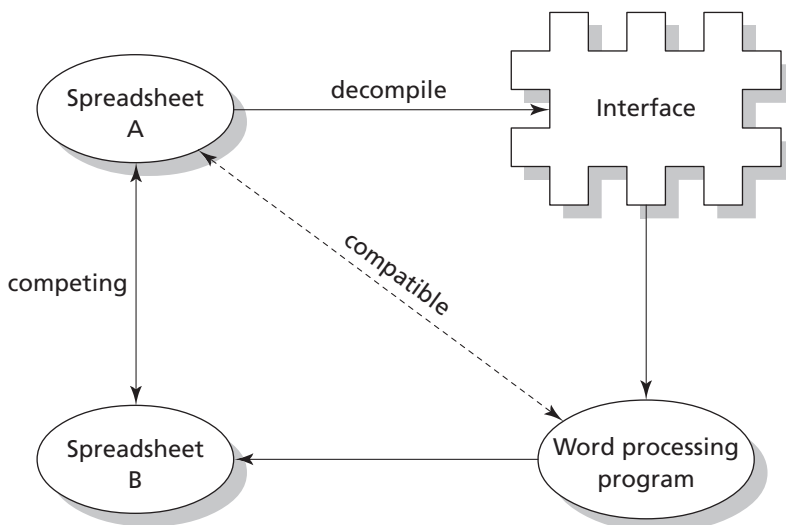 Spreadsheet
A
decompile
Interface
compatible
competing
Spreadsheet
B
Word processing
program